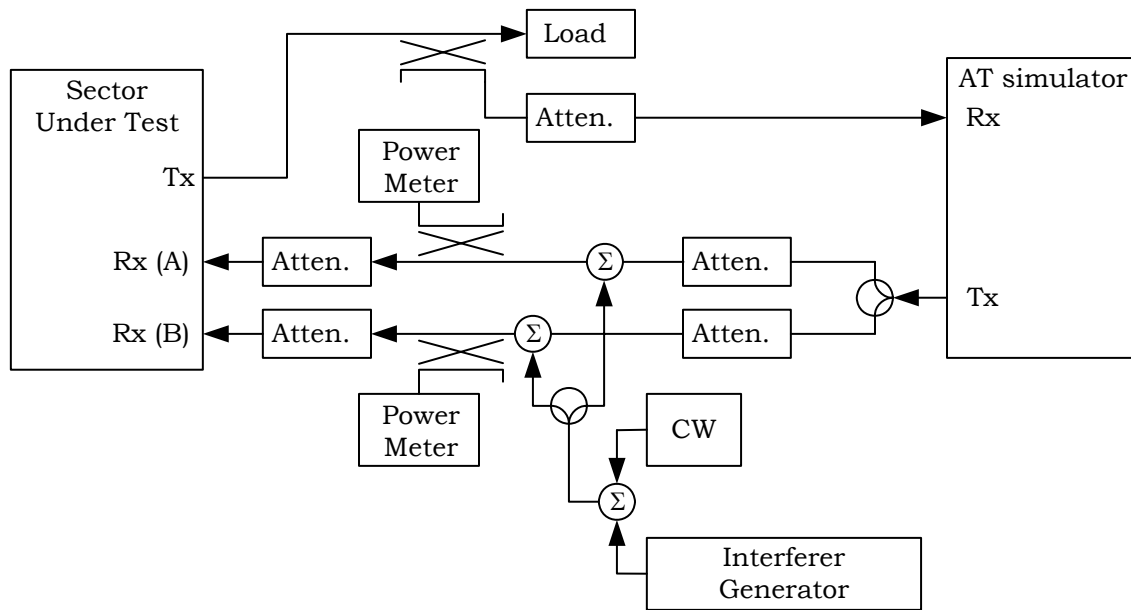 Load
Sector
Under Test
AT simulator
Atten.
Rx
Power
Meter
Tx
Rx (A)
Atten.
Σ
Atten.
Tx
Rx (B)
Atten.
Σ
Atten.
Power
Meter
CW
Σ
Interferer
Generator